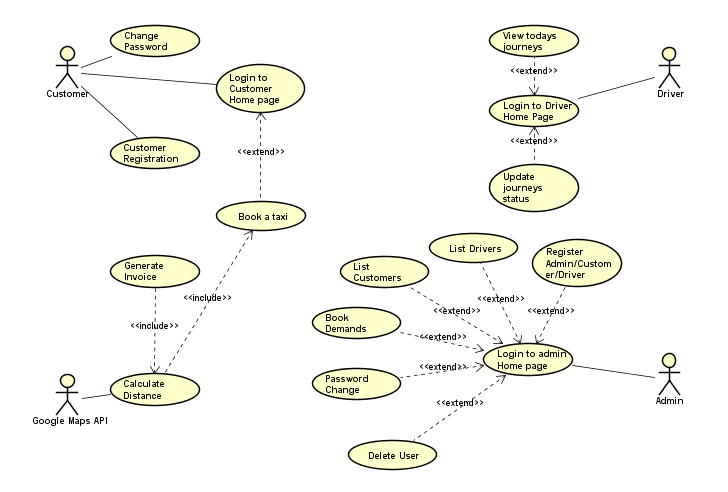 Change
Password
View todays
journeys
<<extend>>
Customer
Login to
Customer
Home page
Driver
Login to Driver
Home Page
<<extend>>
Customer
Registration
<<extend>>
Update
journeys
status
Book a taxi
List Drivers
Register
Admin/Custom
er/Driver
Generate
Invoice
List
Customers
<<include>>
<<extend>>
<<extend>>
<<extend>>
Book
Demands
<<include>>
<<extend>>
Login to admin
Home page
<<extend>>
Password
Change
Calculate
Distance
Google Maps API
Admin
<<extend>>
Delete User